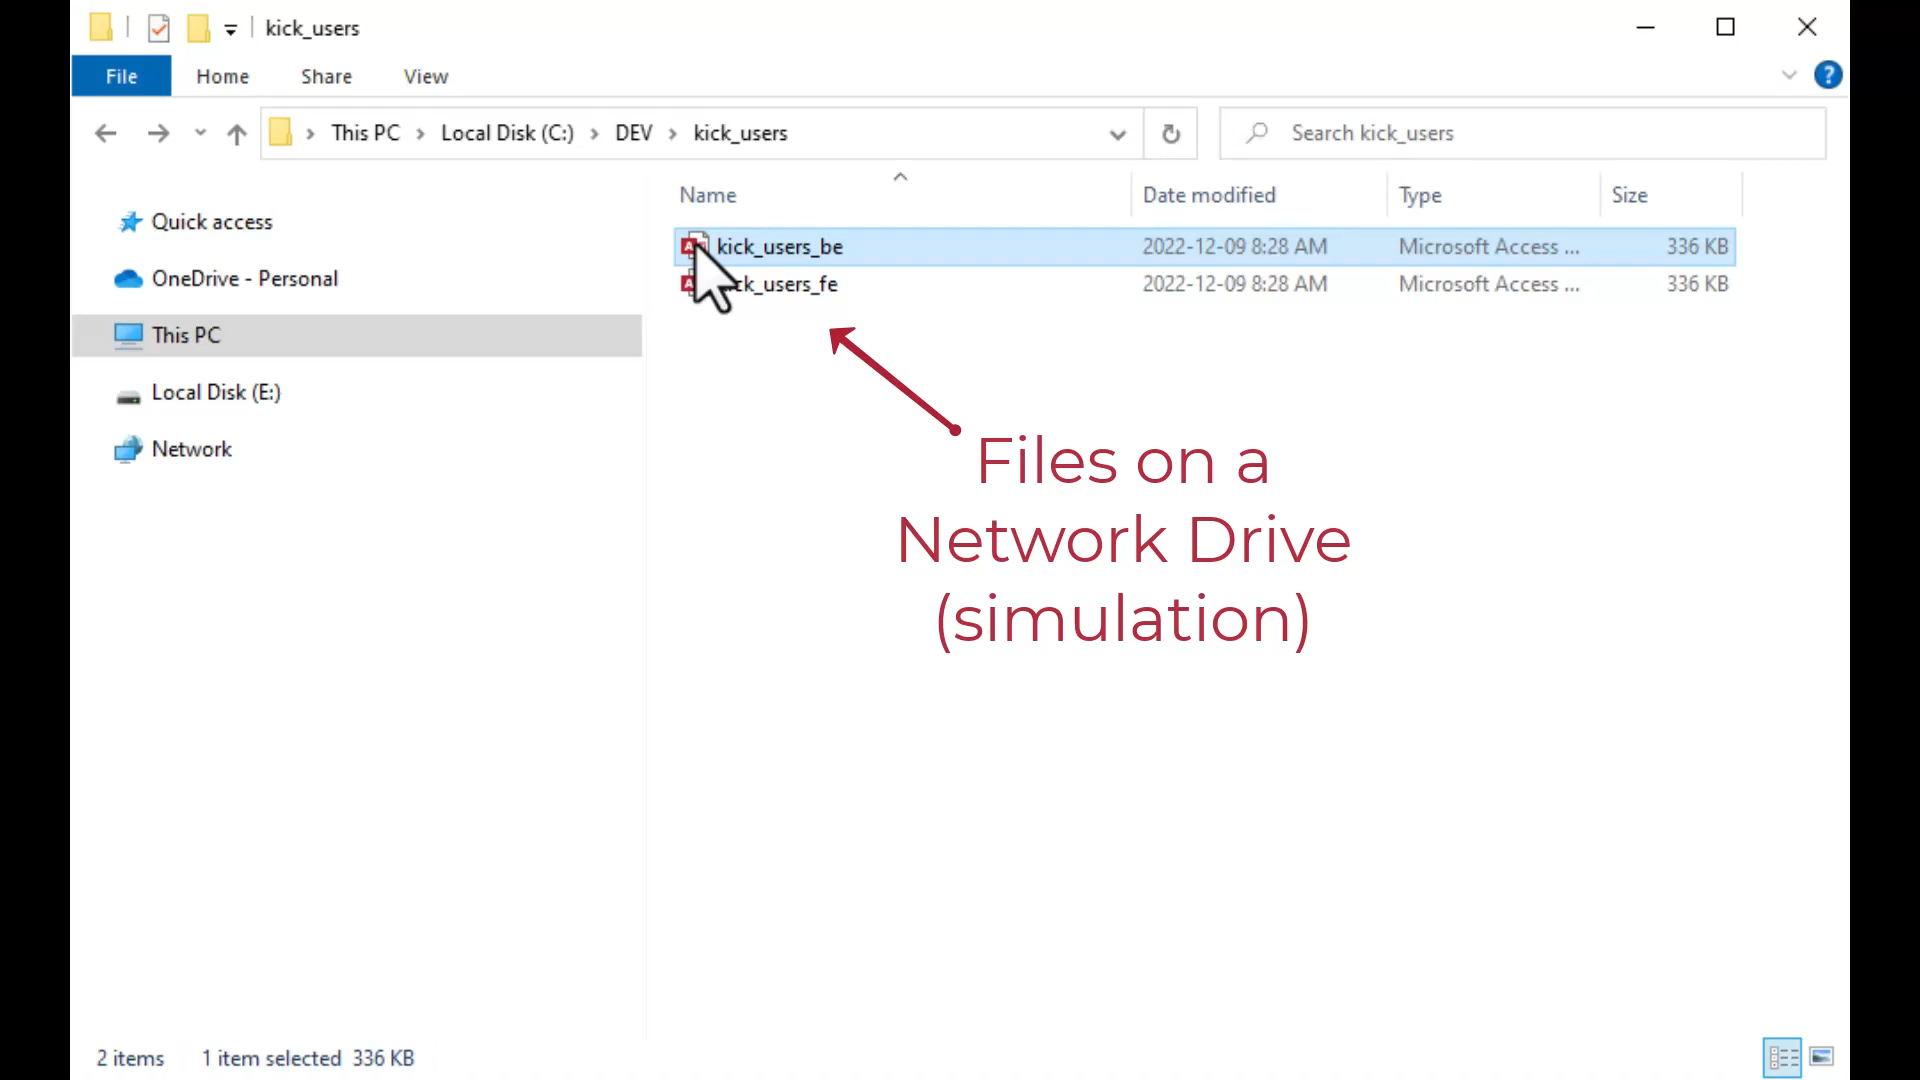 kick_users
File Home Share View
This PC Local Disk (C:) DEV kick_users Search kick_users
Name Date modified Type Size
Quick access
OneDrive - Personal
This PC
Local Disk (E:)
Network
kick_users_be 2022-12-09 8:28 AM Microsoft Access ... 336 KB
ck_users_fe 2022-12-09 8:28 AM Microsoft Access ... 336 KB
Files on a
Network Drive
(simulation)
2 items 1 item selected 336 KB